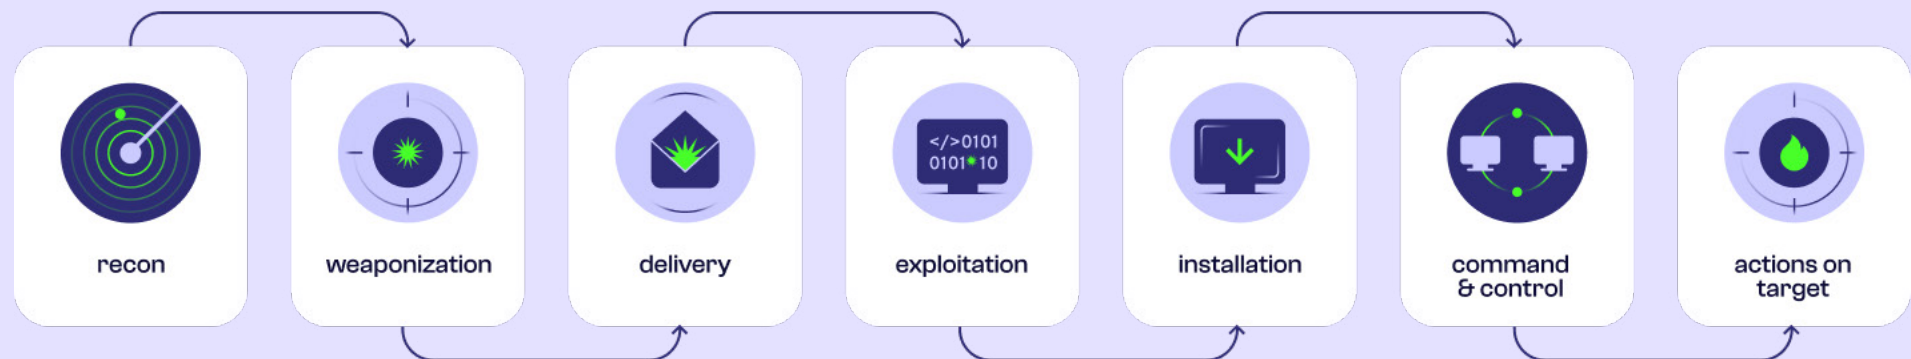 </>0101
0101 10
recon
weaponization
delivery
exploitation
installation
command
& control
actions on
target